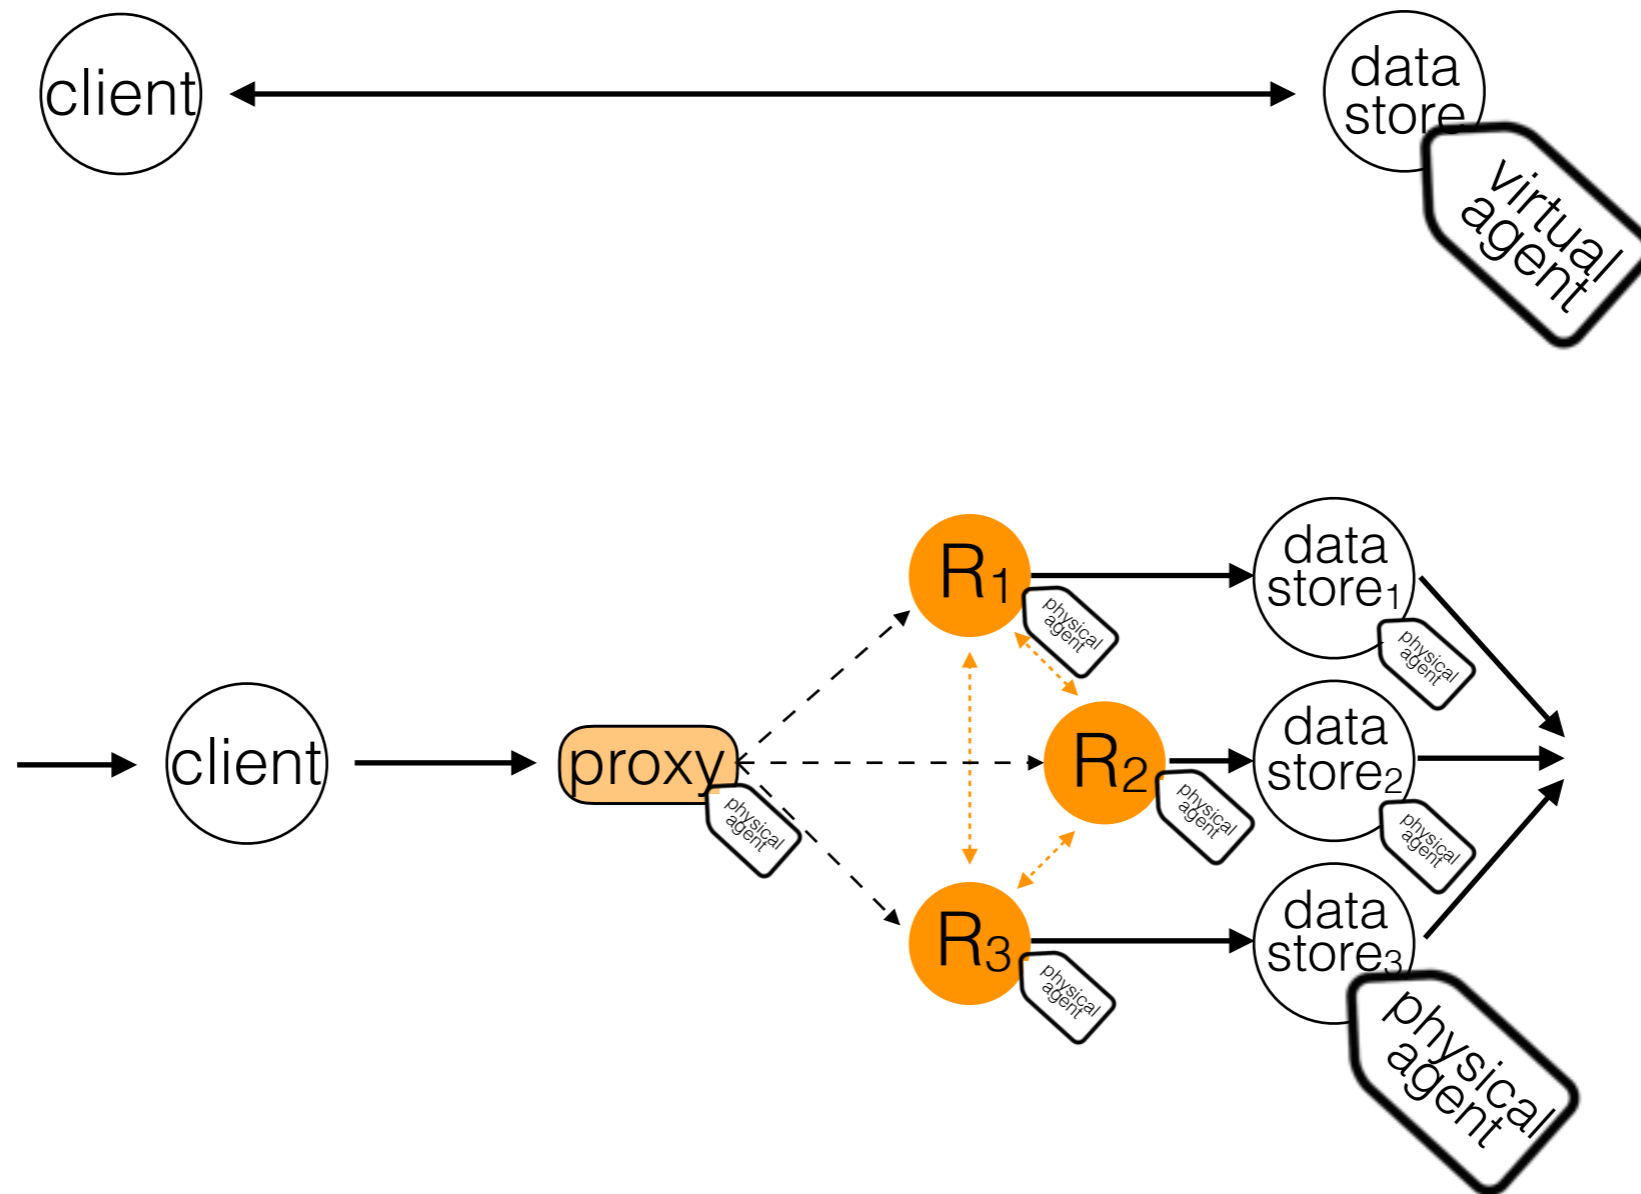 client
data
store
virtual
agent
R1
data
store1
physical
agent
physical
agent
client
proxy
physical
agent
R2
data
store2
physical
agent
physical
agent
R3
data
store3
physical
agent
physical
agent